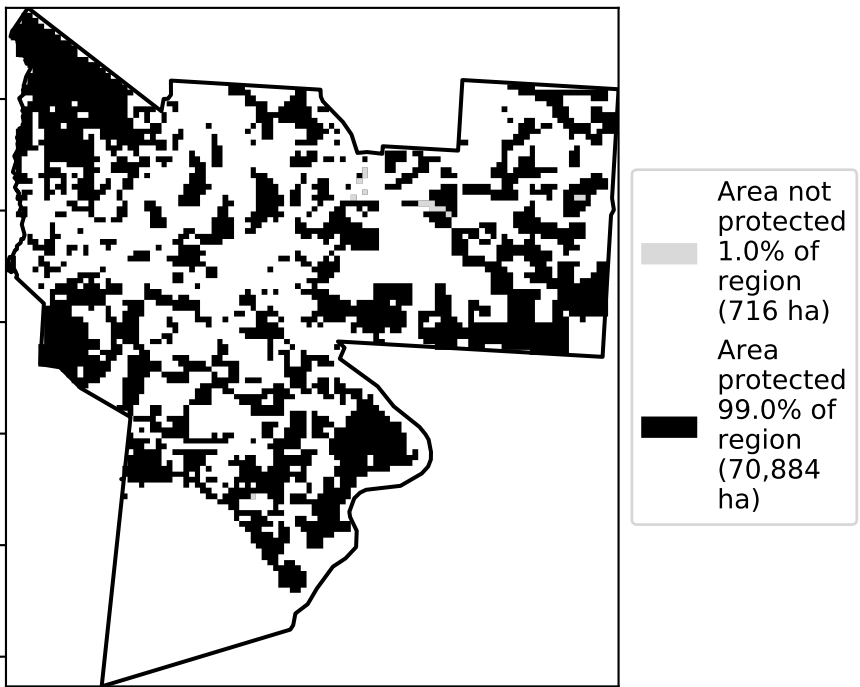 Area not
protected
1.0% of
region
(716 ha)
Area
protected
99.0% of
region
(70,884
ha)